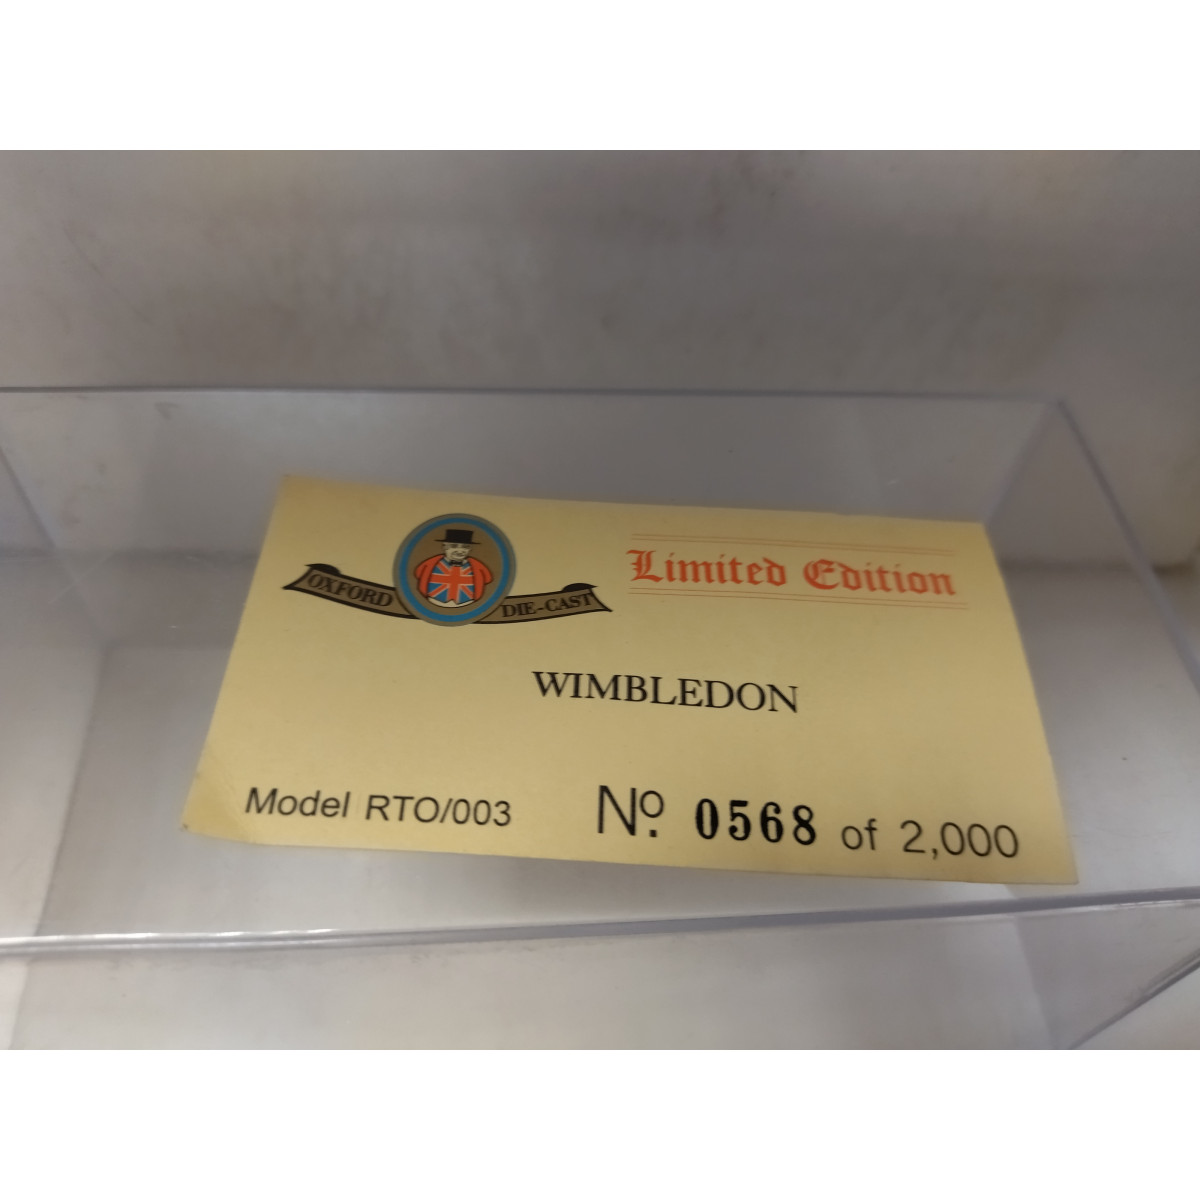 OXFORD DIE-CAST
Limited Edition
WIMBLEDON
Model RTO/003 Nº. 0568 of 2,000